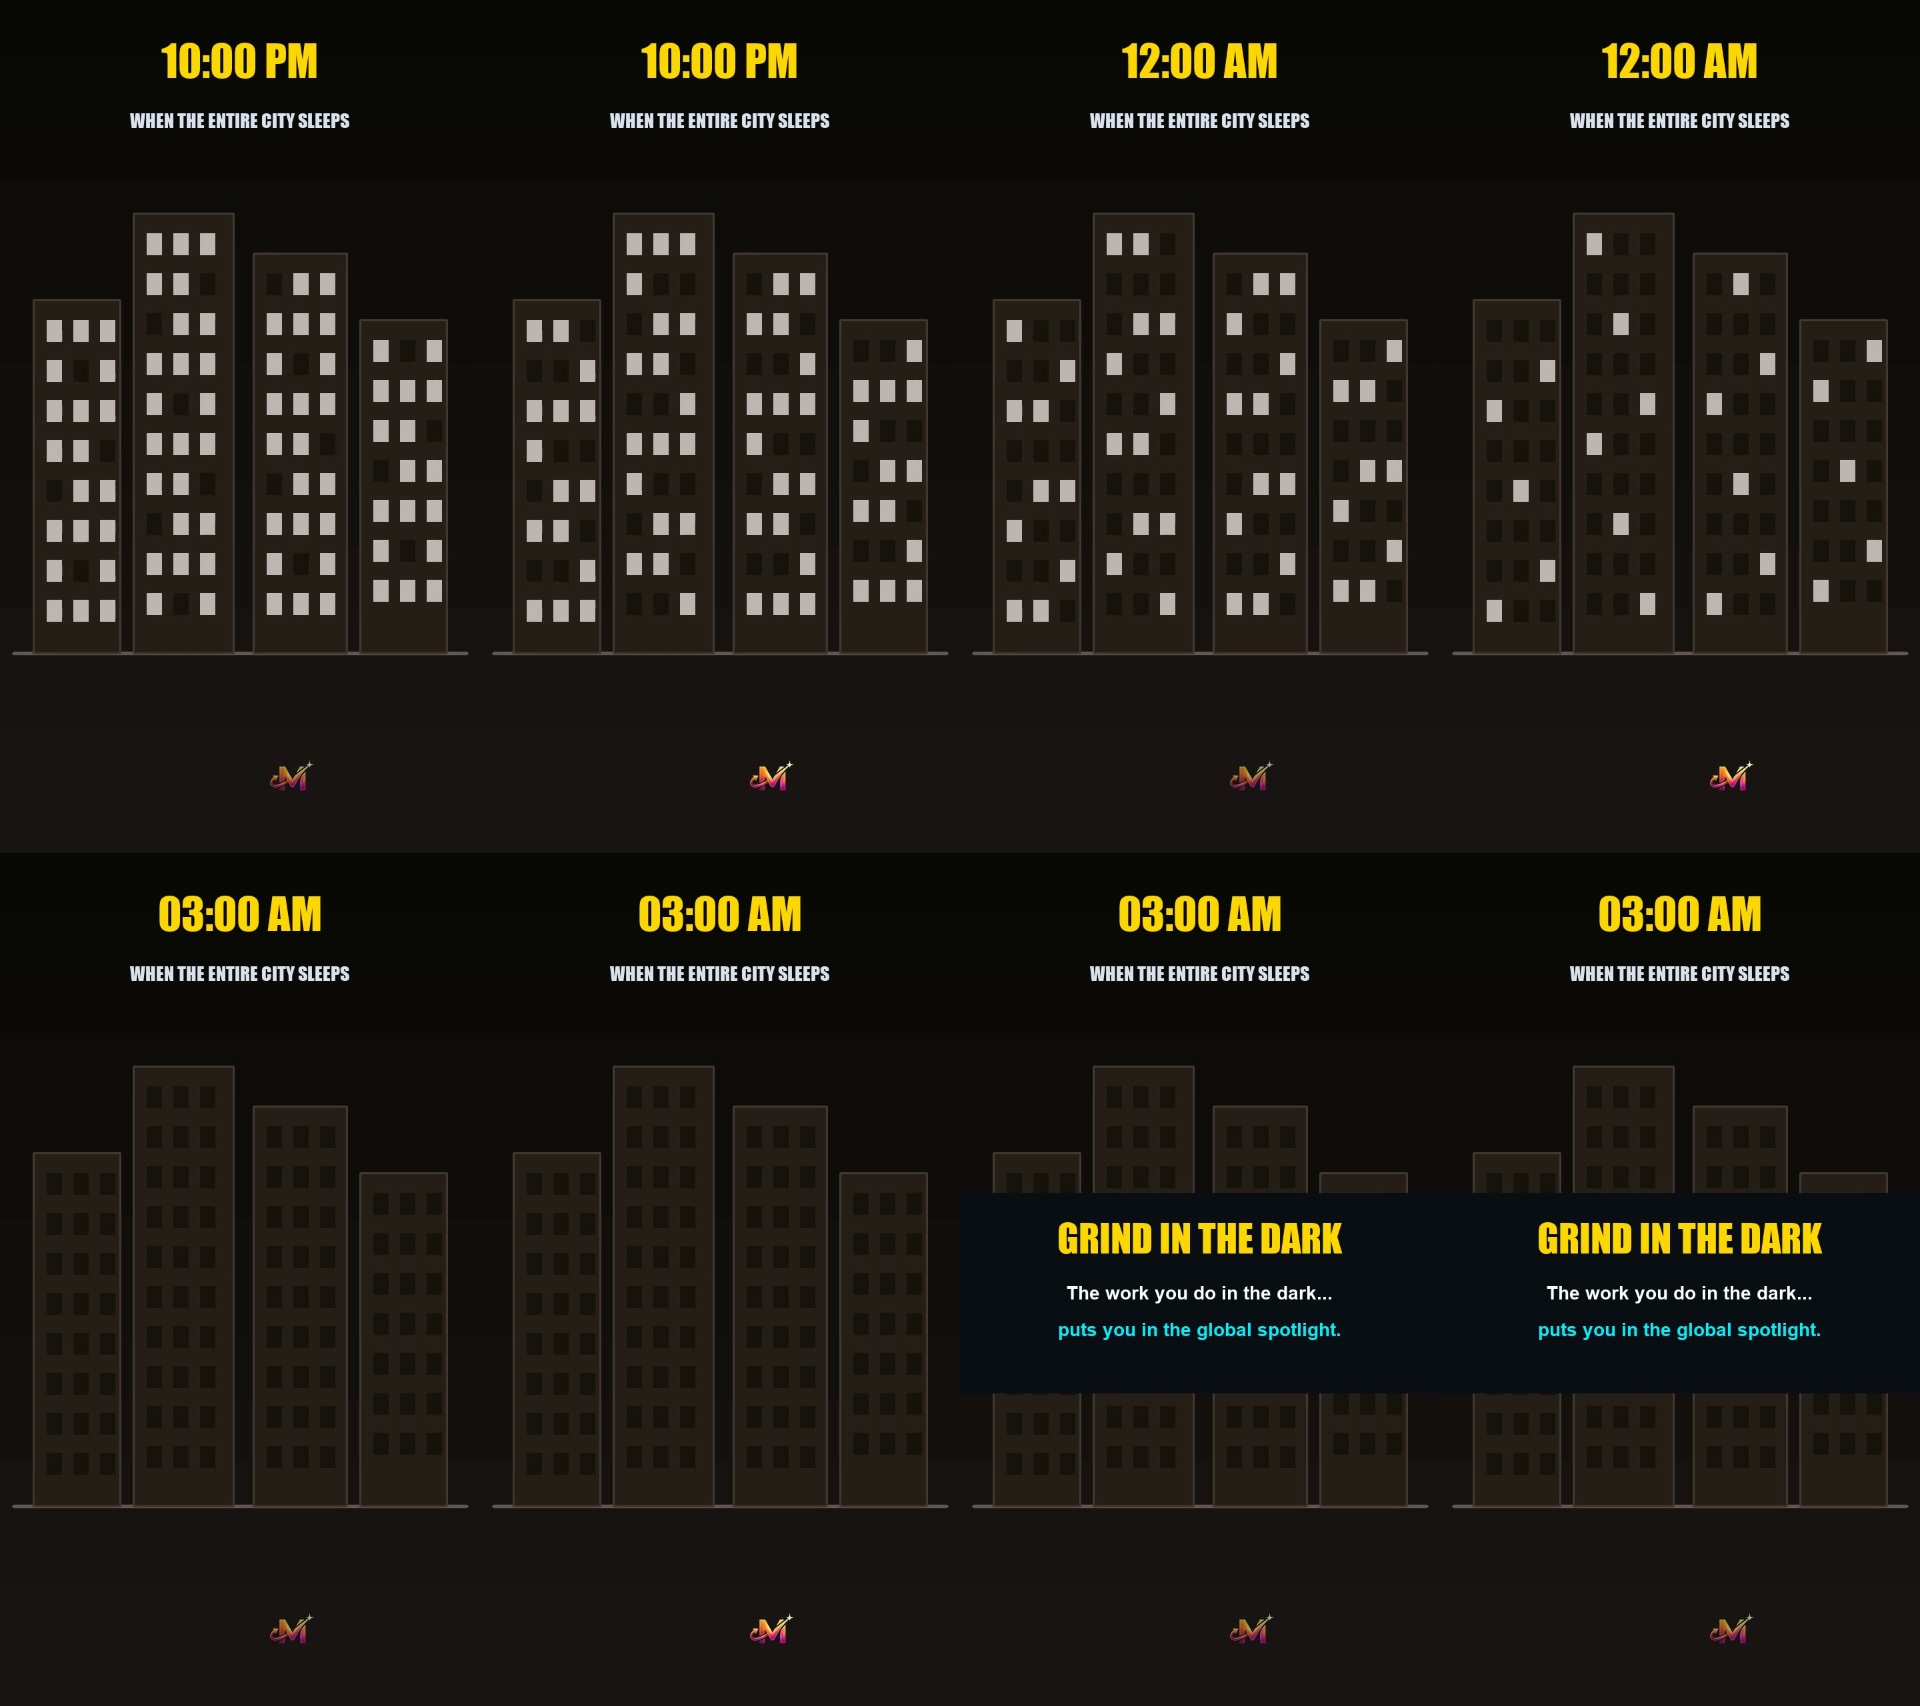 10:00 PM
WHEN THE ENTIRE CITY SLEEPS
10:00 PM
WHEN THE ENTIRE CITY SLEEPS
12:00 AM
WHEN THE ENTIRE CITY SLEEPS
12:00 AM
WHEN THE ENTIRE CITY SLEEPS
M
M
M
M
03:00 AM
WHEN THE ENTIRE CITY SLEEPS
03:00 AM
WHEN THE ENTIRE CITY SLEEPS
03:00 AM
WHEN THE ENTIRE CITY SLEEPS
GRIND IN THE DARK
The work you do in the dark...
puts you in the global spotlight.
03:00 AM
WHEN THE ENTIRE CITY SLEEPS
GRIND IN THE DARK
The work you do in the dark...
puts you in the global spotlight.
M
M
M
M